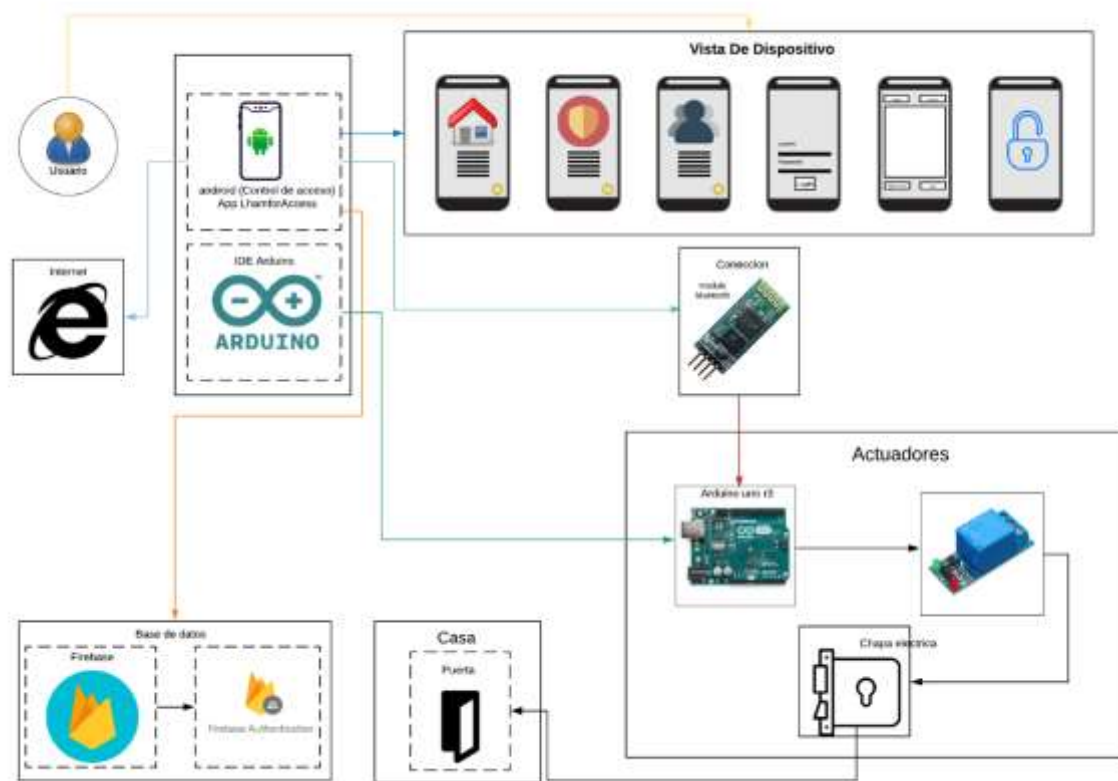 Vista De Dispositivo
Usuario
android (Control de acceso)
App LhamforAccess
Internet
IDE Arduino
ARDUINO
Coneccion
module
bluetooth
Actuadores
Arduino uno r3
Chapa electrica
Base de datos
Firebase
Firebase Authentication
Casa
Puerta